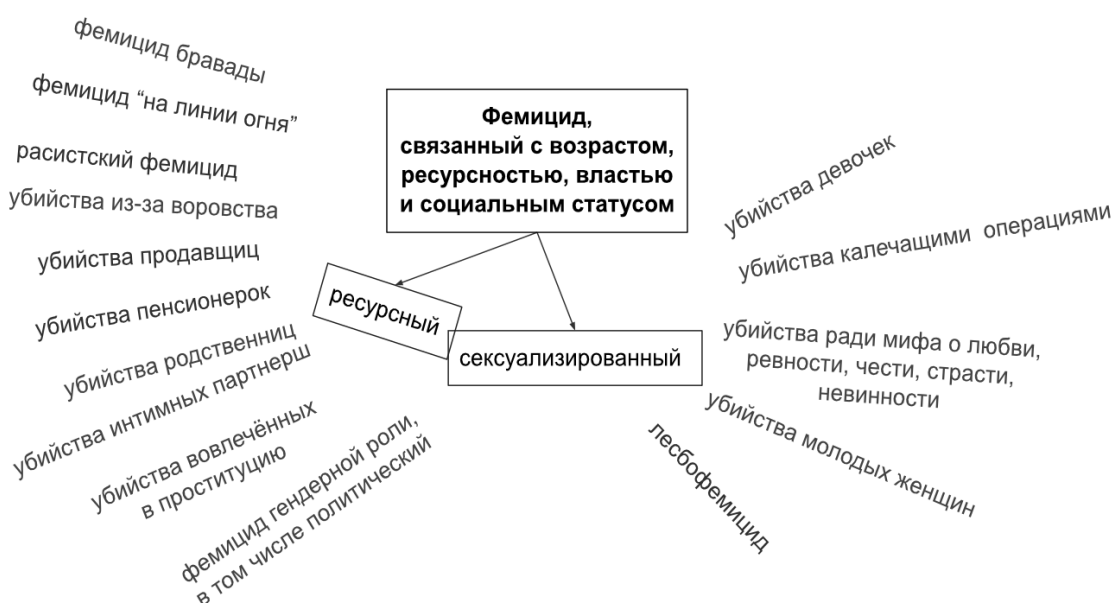 фемицид бравады
фемицид “на линии огня”
расистский фемицид
убийства из-за воровства
убийства продавщиц
убийства пенсионерок
убийства родственниц
убийства интимных партнерш
убийства вовлечённых
в проституцию
фемицид гендерной роли,
в том числе политический
Фемицид,
связанный с возрастом,
ресурсностью, властью
и социальным статусом
ресурсный
сексуализированный
убийства девочек
убийства калечащими операциями
убийства ради мифа о любви,
ревности, чести, страсти,
невинности
убийства молодых женщин
лесбофемицид